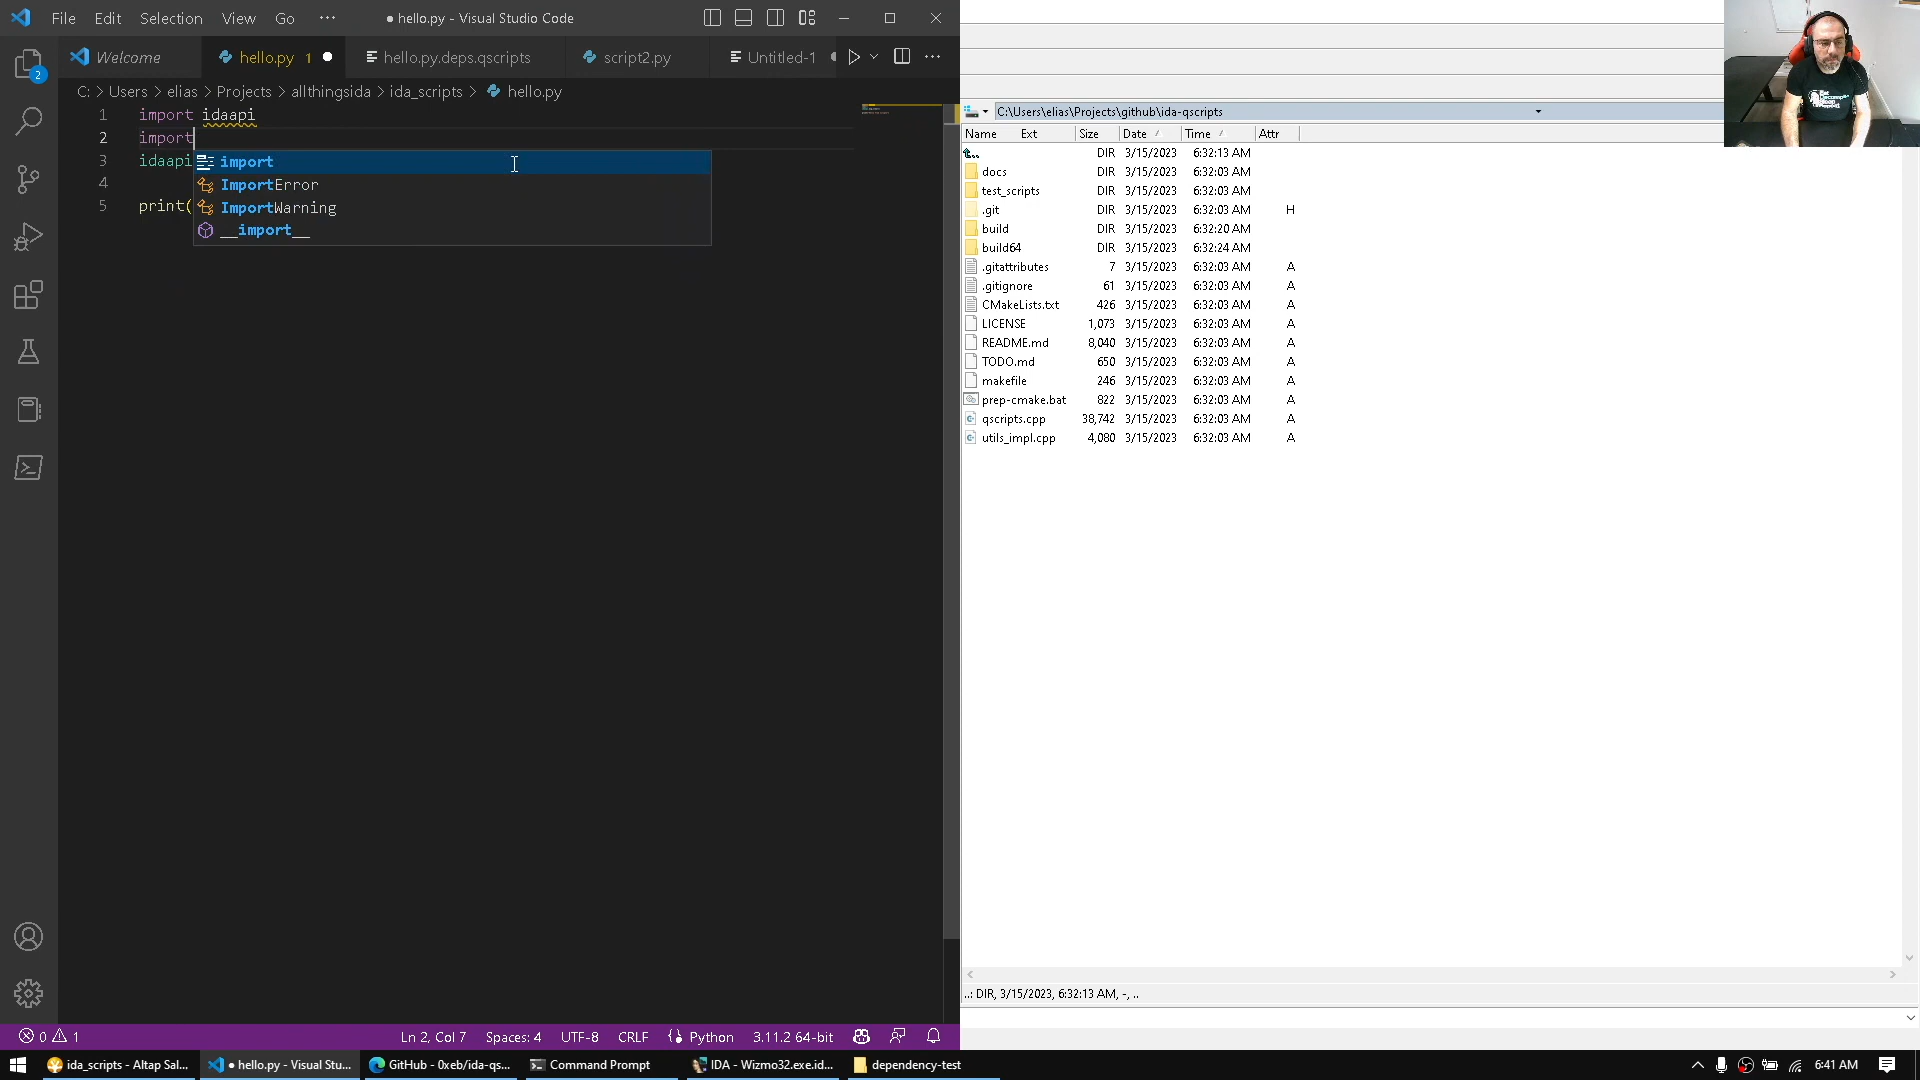 File Edit Selection View Go ··· ● hello.py - Visual Studio Code
Welcome hello.py 1 ● hello.py.deps.qscripts script2.py Untitled-1
C: > Users > elias > Projects > allthingsida > ida_scripts > hello.py
1 import idaapi
2 import
3 idaapi
4
5 print(
import
ImportError
ImportWarning
__import__
2
0 1 Ln 2, Col 7 Spaces: 4 UTF-8 CRLF Python 3.11.2 64-bit
C:\Users\elias\Projects\github\ida-qscripts
Name Ext Size Date Time Attr
.. DIR 3/15/2023 6:32:13 AM
docs DIR 3/15/2023 6:32:03 AM
test_scripts DIR 3/15/2023 6:32:03 AM
.git DIR 3/15/2023 6:32:03 AM H
build DIR 3/15/2023 6:32:20 AM
build64 DIR 3/15/2023 6:32:24 AM
.gitattributes 7 3/15/2023 6:32:03 AM A
.gitignore 61 3/15/2023 6:32:03 AM A
CMakeLists.txt 426 3/15/2023 6:32:03 AM A
LICENSE 1,073 3/15/2023 6:32:03 AM A
README.md 8,040 3/15/2023 6:32:03 AM A
TODO.md 650 3/15/2023 6:32:03 AM A
makefile 246 3/15/2023 6:32:03 AM A
prep-cmake.bat 822 3/15/2023 6:32:03 AM A
qscripts.cpp 38,742 3/15/2023 6:32:03 AM A
utils_impl.cpp 4,080 3/15/2023 6:32:03 AM A
..: DIR, 3/15/2023, 6:32:13 AM, -, ..
ida_scripts - Altap Sal... ● hello.py - Visual Stu... GitHub - 0xeb/ida-qs... Command Prompt IDA - Wizmo32.exe.id... dependency-test 6:41 AM